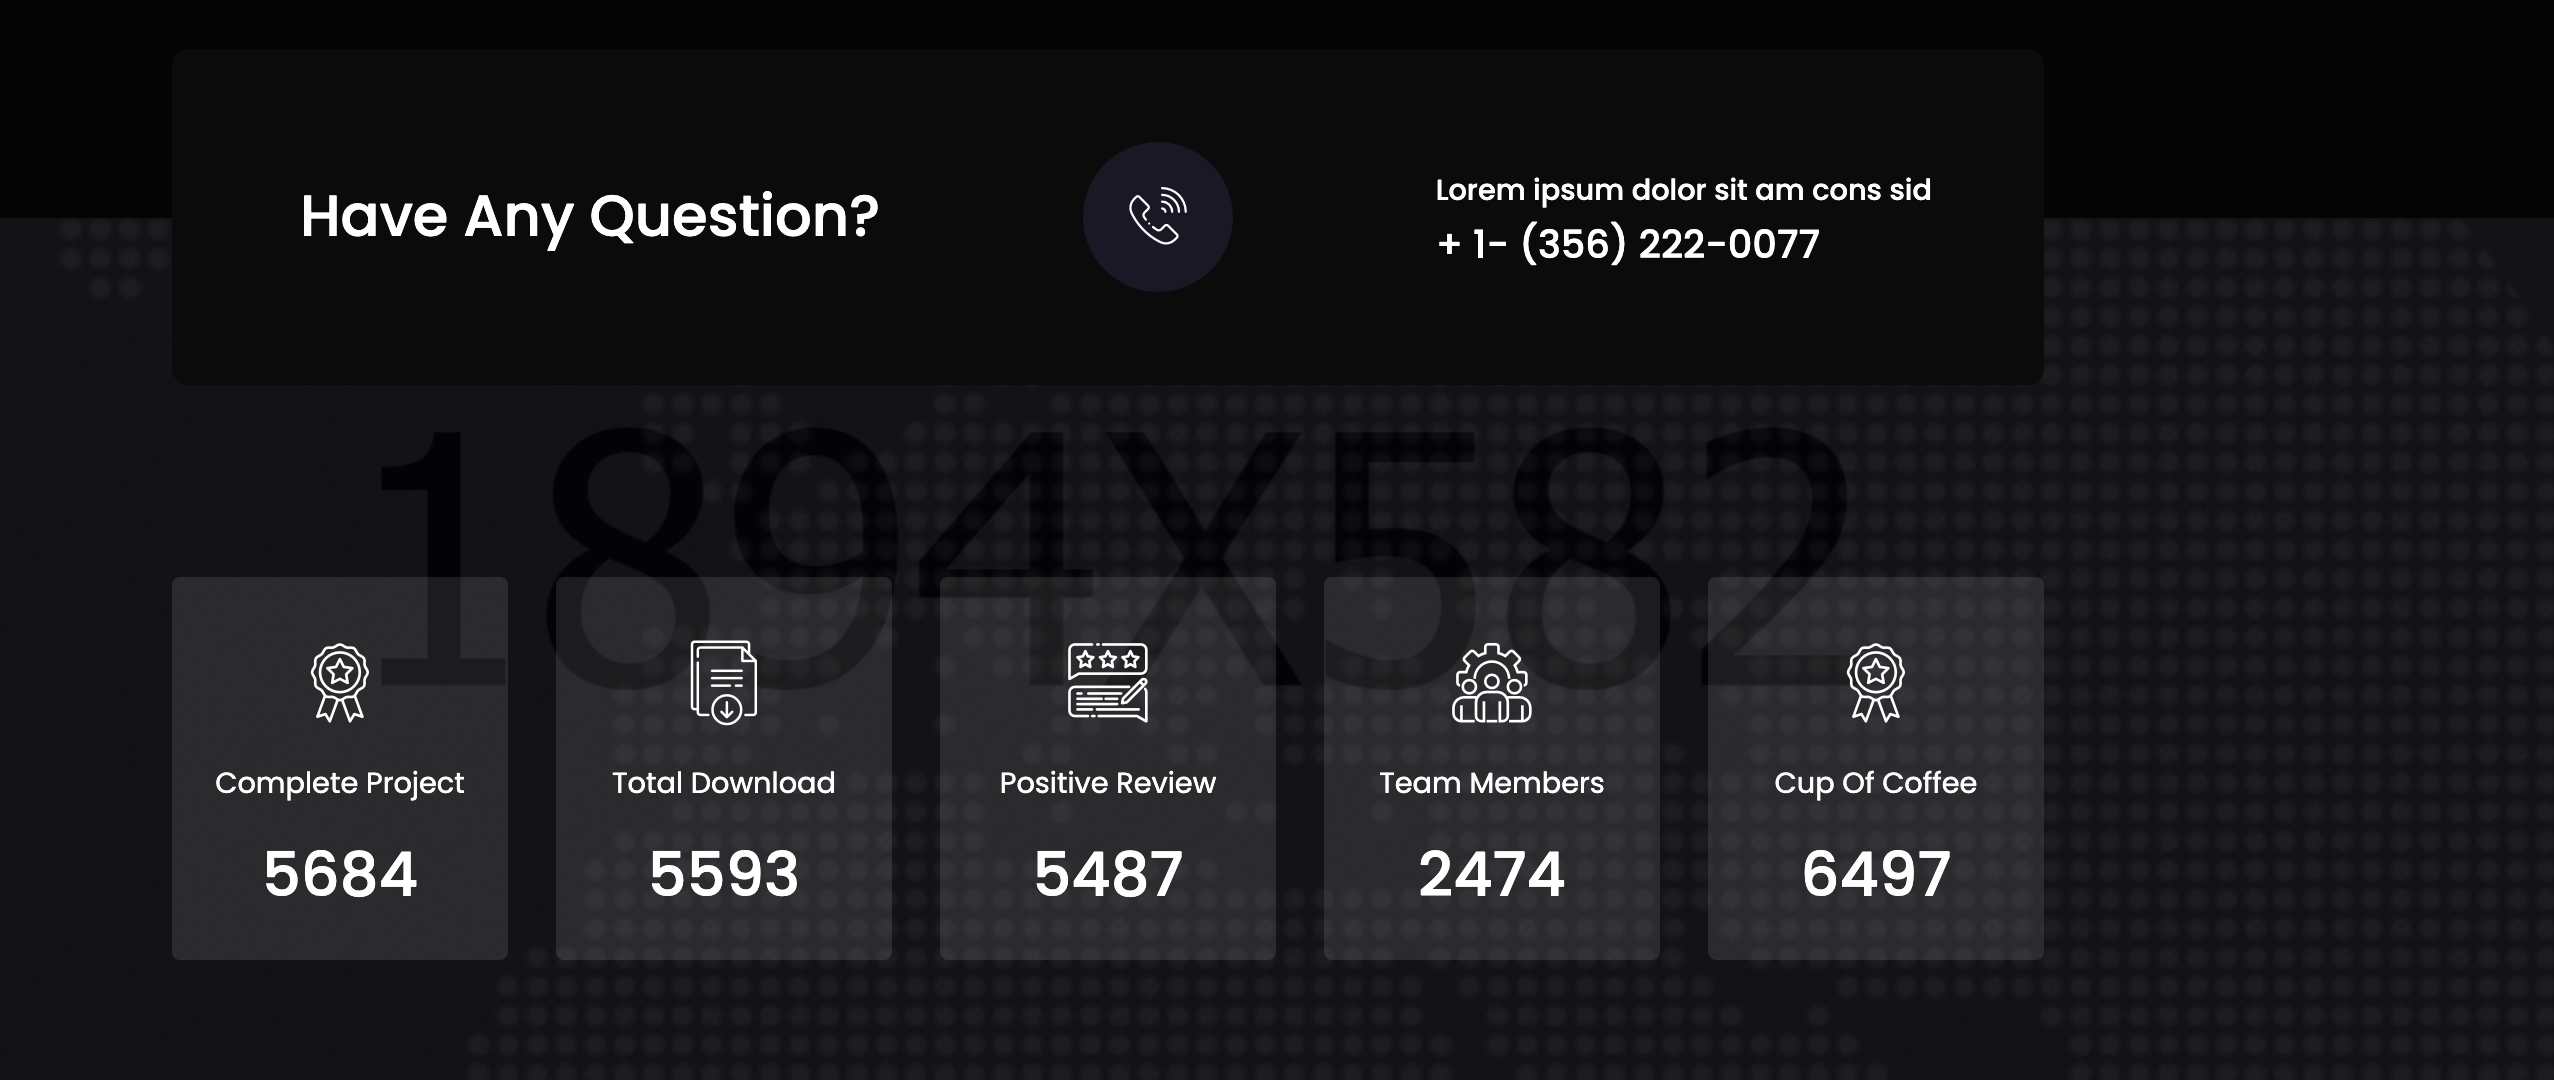 Have Any Question?
Lorem ipsum dolor sit am cons sid
+ 1- (356) 222-0077
1894X582
Complete Project
5684
Total Download
5593
Positive Review
5487
Team Members
2474
Cup Of Coffee
6497